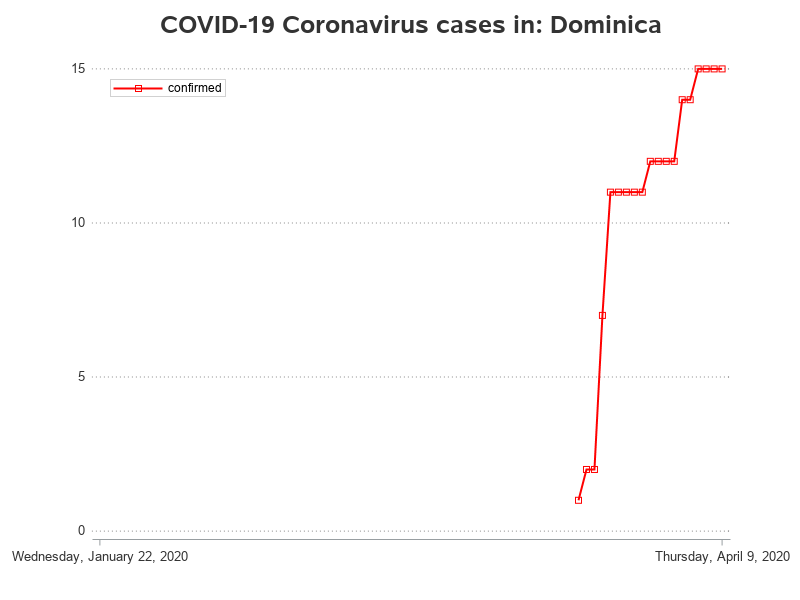 COVID-19 Coronavirus cases in: Dominica
15
confirmed
10
5
0
Wednesday, January 22, 2020
Thursday, April 9, 2020